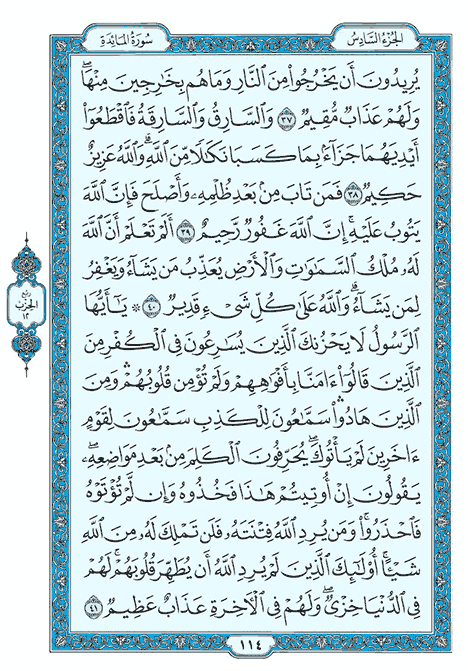 الجزء السادس
سورة المائدة
يُرِيدُونَ أَن يَخْرُجُوا۟ مِنَ ٱلنَّارِ وَمَا هُم بِخَٰرِجِينَ مِنْهَا ۖ
وَلَهُمْ عَذَابٌ مُّقِيمٌ ٣٧ وَٱلسَّارِقُ وَٱلسَّارِقَةُ فَٱقْطَعُوٓا۟
أَيْدِيَهُمَا جَزَآءًۢ بِمَا كَسَبَا نَكَٰلًا مِّنَ ٱللَّهِ ۗ وَٱللَّهُ عَزِيزٌ
حَكِيمٌ ٣٨ فَمَن تَابَ مِنۢ بَعْدِ ظُلْمِهِۦ وَأَصْلَحَ فَإِنَّ ٱللَّهَ
يَتُوبُ عَلَيْهِ ۗ إِنَّ ٱللَّهَ غَفُورٌ رَّحِيمٌ ٣٩ أَلَمْ تَعْلَمْ أَنَّ ٱللَّهَ
لَهُۥ مُلْكُ ٱلسَّمَٰوَٰتِ وَٱلْأَرْضِ يُعَذِّبُ مَن يَشَآءُ وَيَغْفِرُ
لِمَن يَشَآءُ ۗ وَٱللَّهُ عَلَىٰ كُلِّ شَىْءٍ قَدِيرٌ ٤٠ ۞ يَٰٓأَيُّهَا
ٱلرَّسُولُ لَا يَحْزُنكَ ٱلَّذِينَ يُسَٰرِعُونَ فِى ٱلْكُفْرِ مِنَ
ٱلَّذِينَ قَالُوٓا۟ ءَامَنَّا بِأَفْوَٰهِهِمْ وَلَمْ تُؤْمِن قُلُوبُهُمْ ۛ وَمِنَ
ٱلَّذِينَ هَادُوا۟ ۛ سَمَّٰعُونَ لِلْكَذِبِ سَمَّٰعُونَ لِقَوْمٍ
ءَاخَرِينَ لَمْ يَأْتُوكَ ۖ يُحَرِّفُونَ ٱلْكَلِمَ مِنۢ بَعْدِ مَوَاضِعِهِۦ ۖ
يَقُولُونَ إِنْ أُوتِيتُمْ هَٰذَا فَخُذُوهُ وَإِن لَّمْ تُؤْتَوْهُ
فَٱحْذَرُوا۟ ۚ وَمَن يُرِدِ ٱللَّهُ فِتْنَتَهُۥ فَلَن تَمْلِكَ لَهُۥ مِنَ ٱللَّهِ
شَيْـًٔا ۚ أُو۟لَٰٓئِكَ ٱلَّذِينَ لَمْ يُرِدِ ٱللَّهُ أَن يُطَهِّرَ قُلُوبَهُمْ ۚ لَهُمْ
فِى ٱلدُّنْيَا خِزْىٌ ۖ وَلَهُمْ فِى ٱلْءَاخِرَةِ عَذَابٌ عَظِيمٌ ٤١
ربع
الحزب
١٢
١١٤